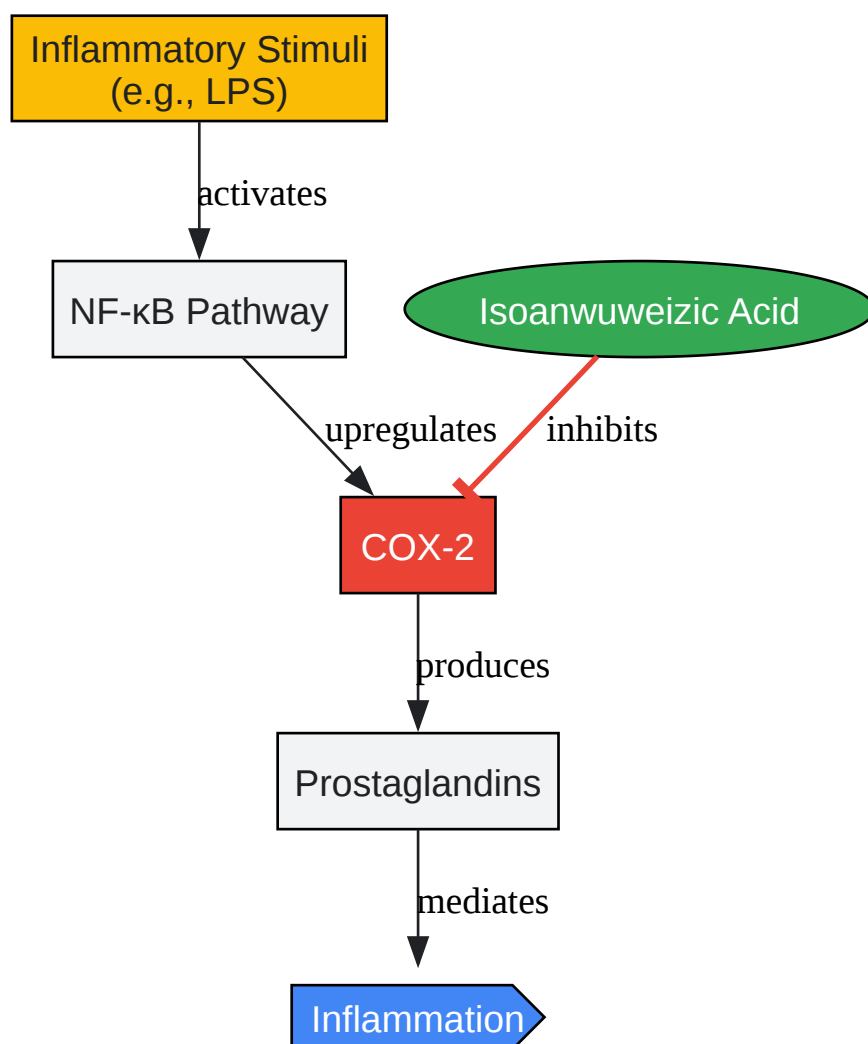 Inflammatory Stimuli
(e.g., LPS)
activates
NF-κB Pathway
Isoanwuweizic Acid
upregulates
inhibits
COX-2
produces
Prostaglandins
mediates
Inflammation